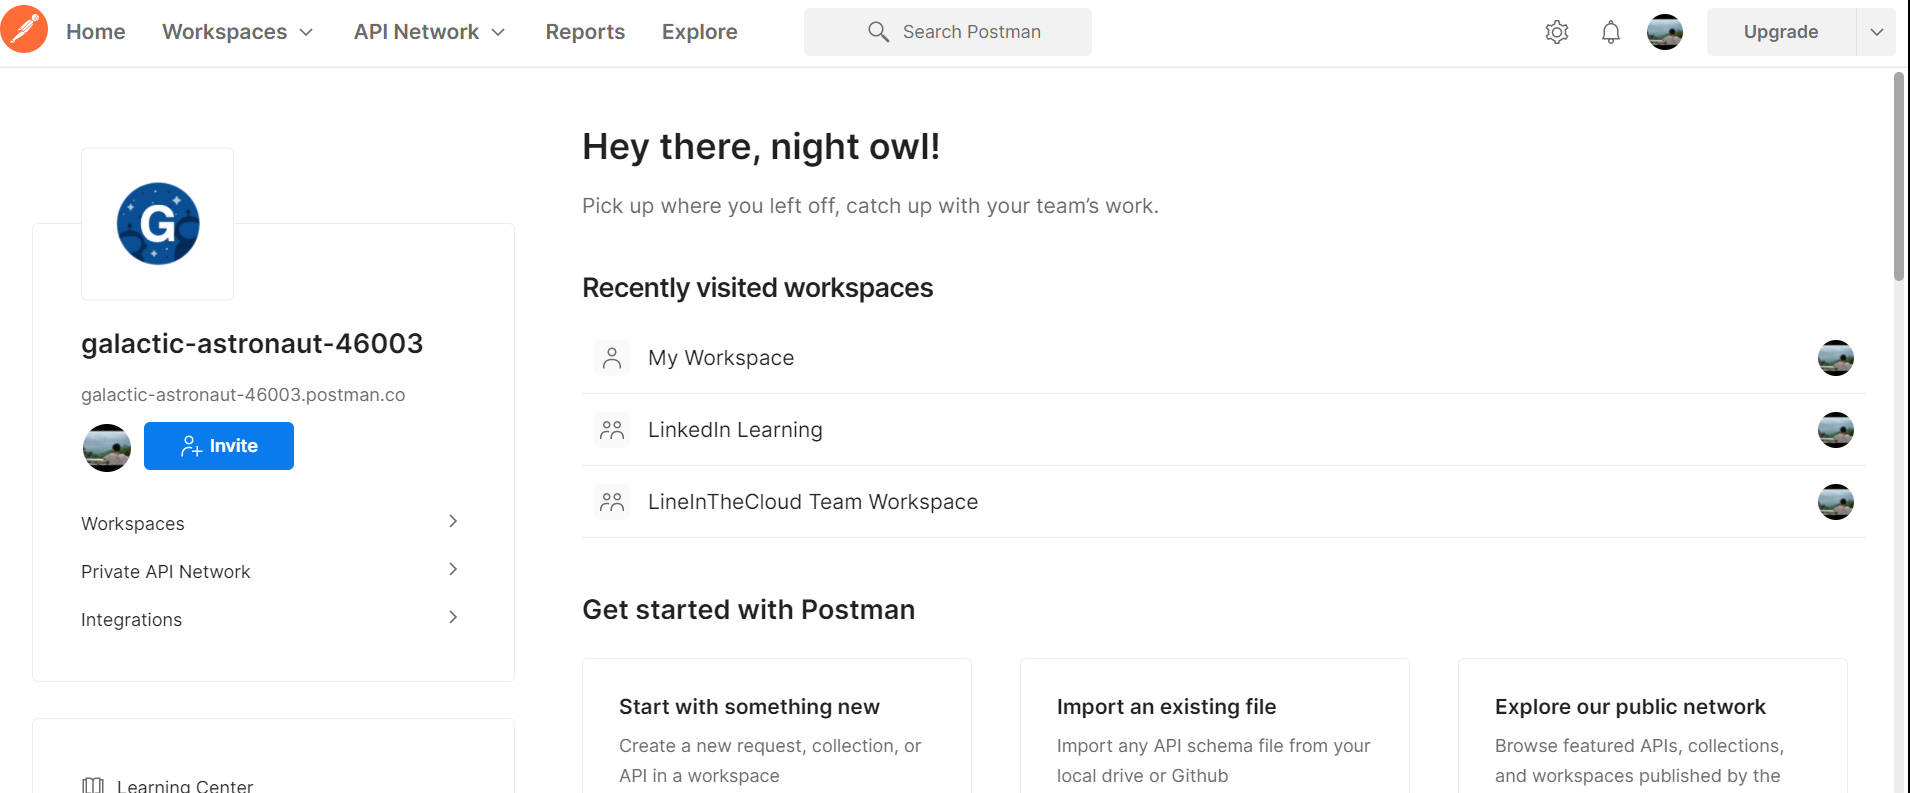 Home Workspaces API Network Reports Explore Search Postman Upgrade
G
galactic-astronaut-46003
galactic-astronaut-46003.postman.co
Invite
Workspaces
Private API Network
Integrations
Learning Center
Hey there, night owl!
Pick up where you left off, catch up with your team’s work.
Recently visited workspaces
My Workspace
LinkedIn Learning
LineInTheCloud Team Workspace
Get started with Postman
Start with something new
Create a new request, collection, or
API in a workspace
Import an existing file
Import any API schema file from your
local drive or Github
Explore our public network
Browse featured APIs, collections,
and workspaces published by the